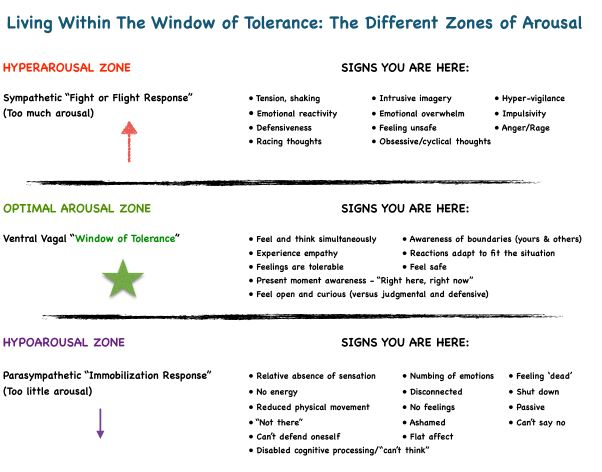 Living Within The Window of Tolerance: The Different Zones of Arousal
HYPERAROUSAL ZONE
SIGNS YOU ARE HERE:
Sympathetic “Fight or Flight Response”
(Too much arousal)
• Tension, shaking
• Emotional reactivity
• Defensiveness
• Racing thoughts
• Intrusive imagery
• Emotional overwhelm
• Feeling unsafe
• Obsessive/cyclical thoughts
• Hyper-vigilance
• Impulsivity
• Anger/Rage
OPTIMAL AROUSAL ZONE
SIGNS YOU ARE HERE:
Ventral Vagal “Window of Tolerance”
• Feel and think simultaneously
• Experience empathy
• Feelings are tolerable
• Present moment awareness - “Right here, right now”
• Feel open and curious (versus judgmental and defensive)
• Awareness of boundaries (yours & others)
• Reactions adapt to fit the situation
• Feel safe
HYPOAROUSAL ZONE
SIGNS YOU ARE HERE:
Parasympathetic “Immobilization Response”
(Too little arousal)
• Relative absence of sensation
• No energy
• Reduced physical movement
• “Not there”
• Can’t defend oneself
• Disabled cognitive processing/“can’t think”
• Numbing of emotions
• Disconnected
• No feelings
• Ashamed
• Flat affect
• Feeling ‘dead’
• Shut down
• Passive
• Can’t say no